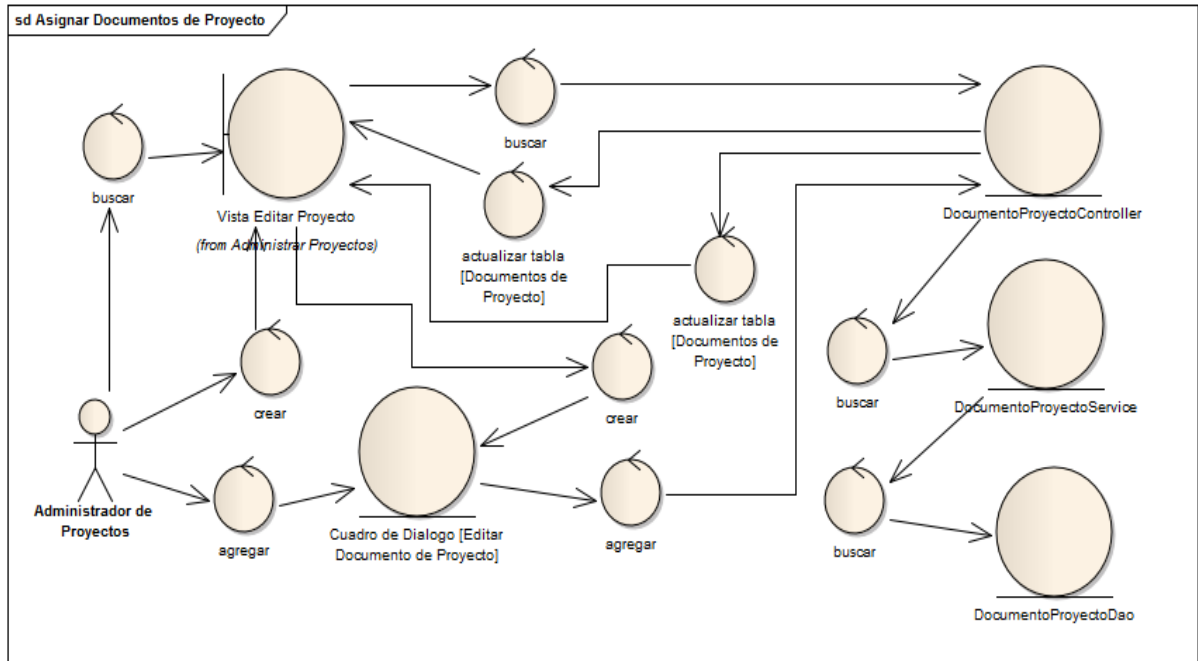 sd Asignar Documentos de Proyecto
buscar
buscar
Vista Editar Proyecto
(from Administrar Proyectos)
DocumentoProyectoController
actualizar tabla
[Documentos de
Proyecto]
actualizar tabla
[Documentos de
Proyecto]
crear
crear
buscar
DocumentoProyectoService
Administrador de
Proyectos
agregar
Cuadro de Dialogo [Editar
Documento de Proyecto]
agregar
buscar
DocumentoProyectoDao